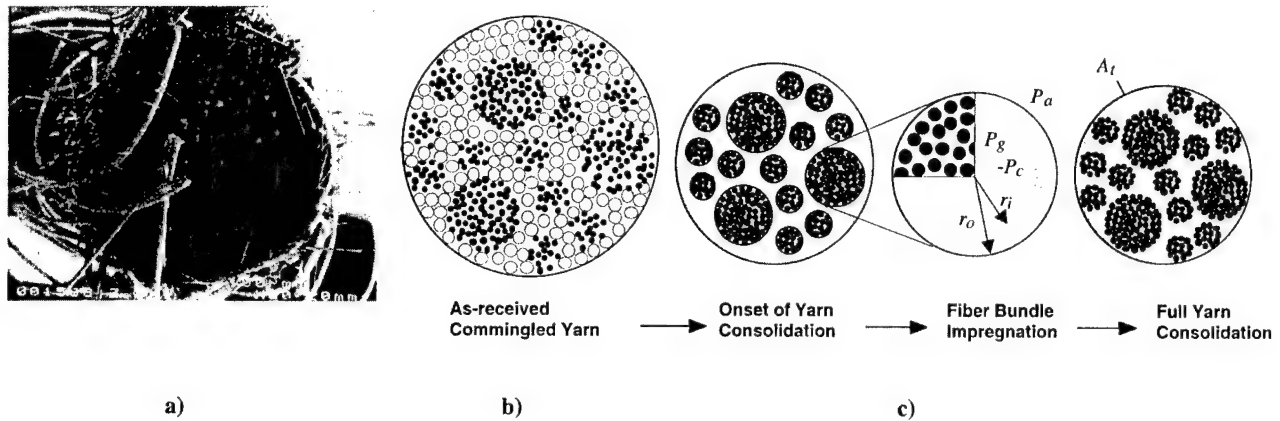 P_a
A_t
P_g
-P_c
r_i
r_o
As-received
Commingled Yarn
Onset of Yarn
Consolidation
Fiber Bundle
Impregnation
Full Yarn
Consolidation
a)
b)
c)